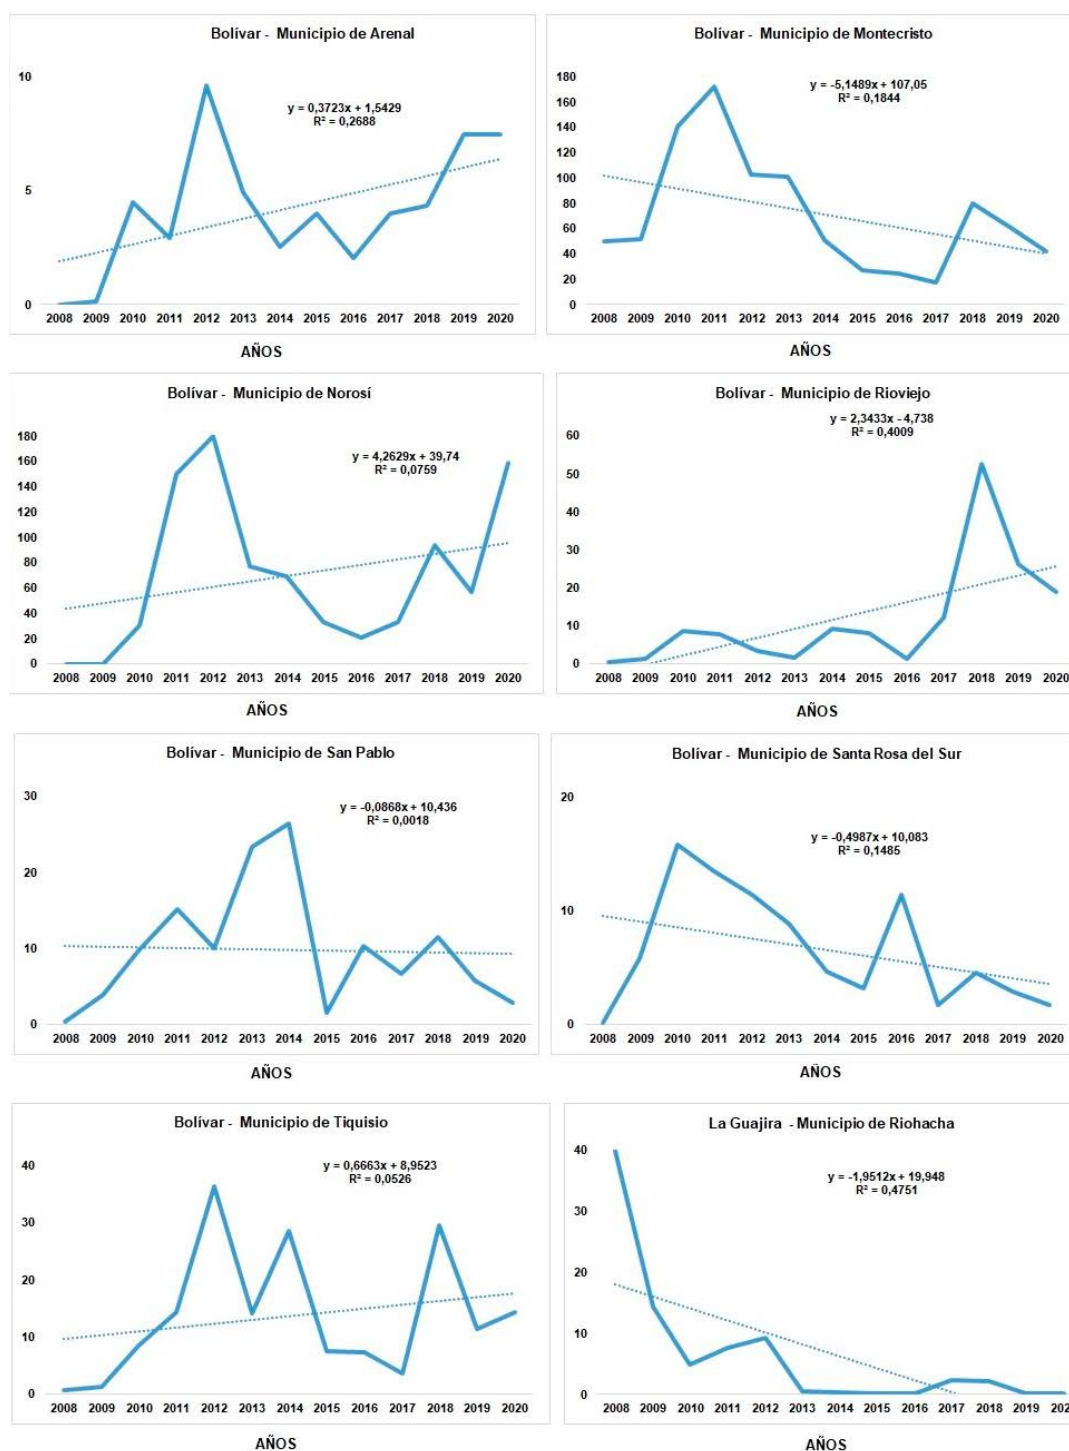 Bolívar - Municipio de Arenal
y = 0,3723x + 1,5429
R² = 0,2688
10
5
0
2008 2009 2010 2011 2012 2013 2014 2015 2016 2017 2018 2019 2020
AÑOS
Bolívar - Municipio de Montecristo
y = -5,1489x + 107,05
R² = 0,1844
180
160
140
120
100
80
60
40
20
0
2008 2009 2010 2011 2012 2013 2014 2015 2016 2017 2018 2019 2020
AÑOS
Bolívar - Municipio de Norosí
y = 4,2629x + 39,74
R² = 0,0759
180
160
140
120
100
80
60
40
20
0
2008 2009 2010 2011 2012 2013 2014 2015 2016 2017 2018 2019 2020
AÑOS
Bolívar - Municipio de Rioviejo
y = 2,3433x - 4,738
R² = 0,4009
60
50
40
30
20
10
0
2008 2009 2010 2011 2012 2013 2014 2015 2016 2017 2018 2019 2020
AÑOS
Bolívar - Municipio de San Pablo
y = -0,0868x + 10,436
R² = 0,0018
30
20
10
0
2008 2009 2010 2011 2012 2013 2014 2015 2016 2017 2018 2019 2020
AÑOS
Bolívar - Municipio de Santa Rosa del Sur
y = -0,4987x + 10,083
R² = 0,1485
20
10
0
2008 2009 2010 2011 2012 2013 2014 2015 2016 2017 2018 2019 2020
AÑOS
Bolívar - Municipio de Tiquisio
y = 0,6663x + 8,9523
R² = 0,0526
40
30
20
10
0
2008 2009 2010 2011 2012 2013 2014 2015 2016 2017 2018 2019 2020
AÑOS
La Guajira - Municipio de Riohacha
y = -1,9512x + 19,948
R² = 0,4751
40
30
20
10
0
2008 2009 2010 2011 2012 2013 2014 2015 2016 2017 2018 2019 202
AÑOS